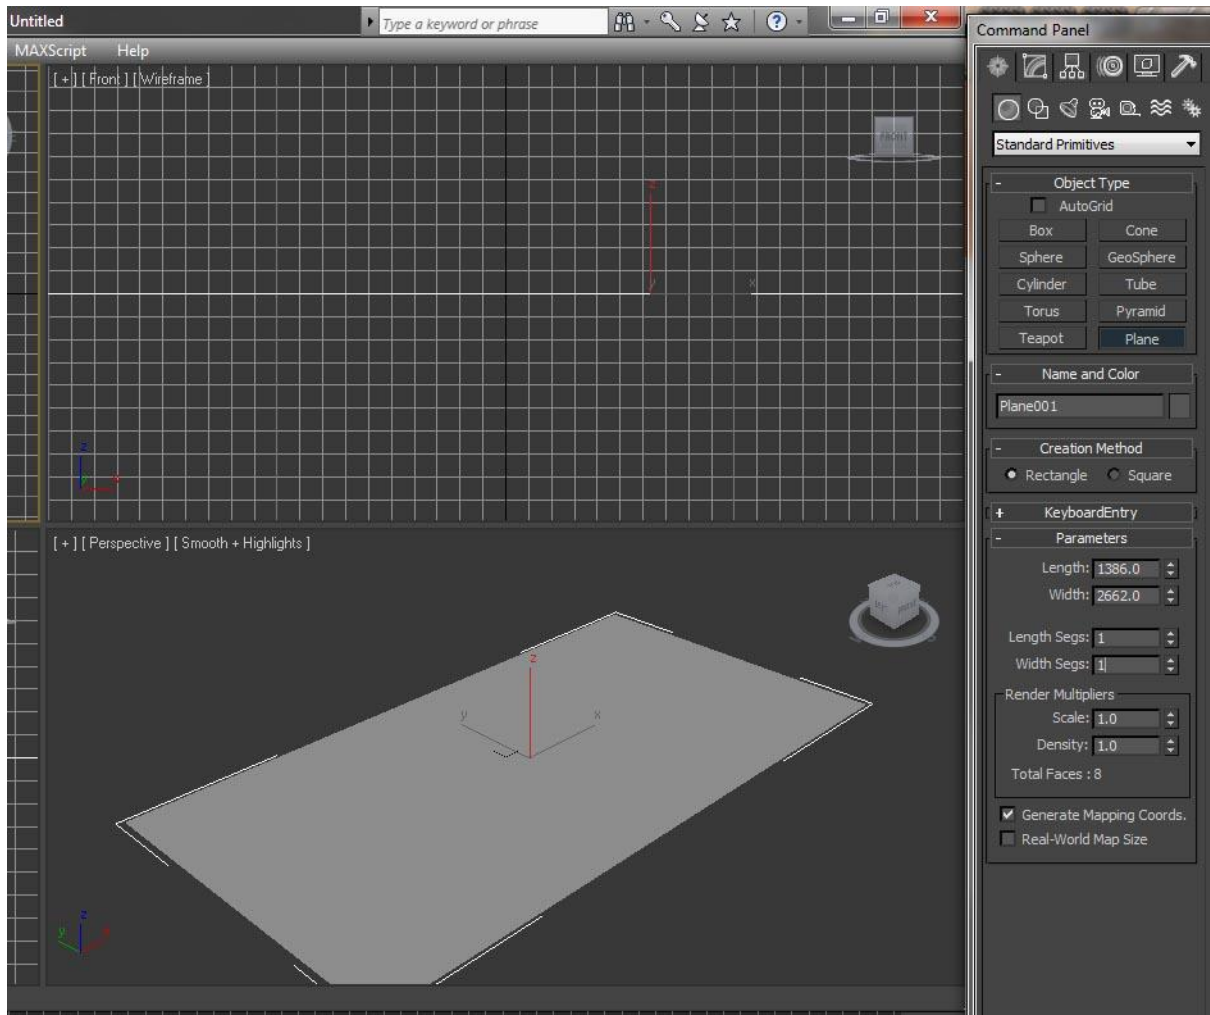 Untitled
Type a keyword or phrase
MAXScript Help
[ + ] [ Front ] [ Wireframe ]
FRONT
z
y x
z
y x
[ + ] [ Perspective ] [ Smooth + Highlights ]
z
y x
z
y x
Command Panel
Standard Primitives
- Object Type
AutoGrid
Box Cone
Sphere GeoSphere
Cylinder Tube
Torus Pyramid
Teapot Plane
- Name and Color
Plane001
- Creation Method
Rectangle Square
+ KeyboardEntry
- Parameters
Length: 1386.0
Width: 2662.0
Length Segs: 1
Width Segs: 1
Render Multipliers
Scale: 1.0
Density: 1.0
Total Faces : 8
Generate Mapping Coords.
Real-World Map Size